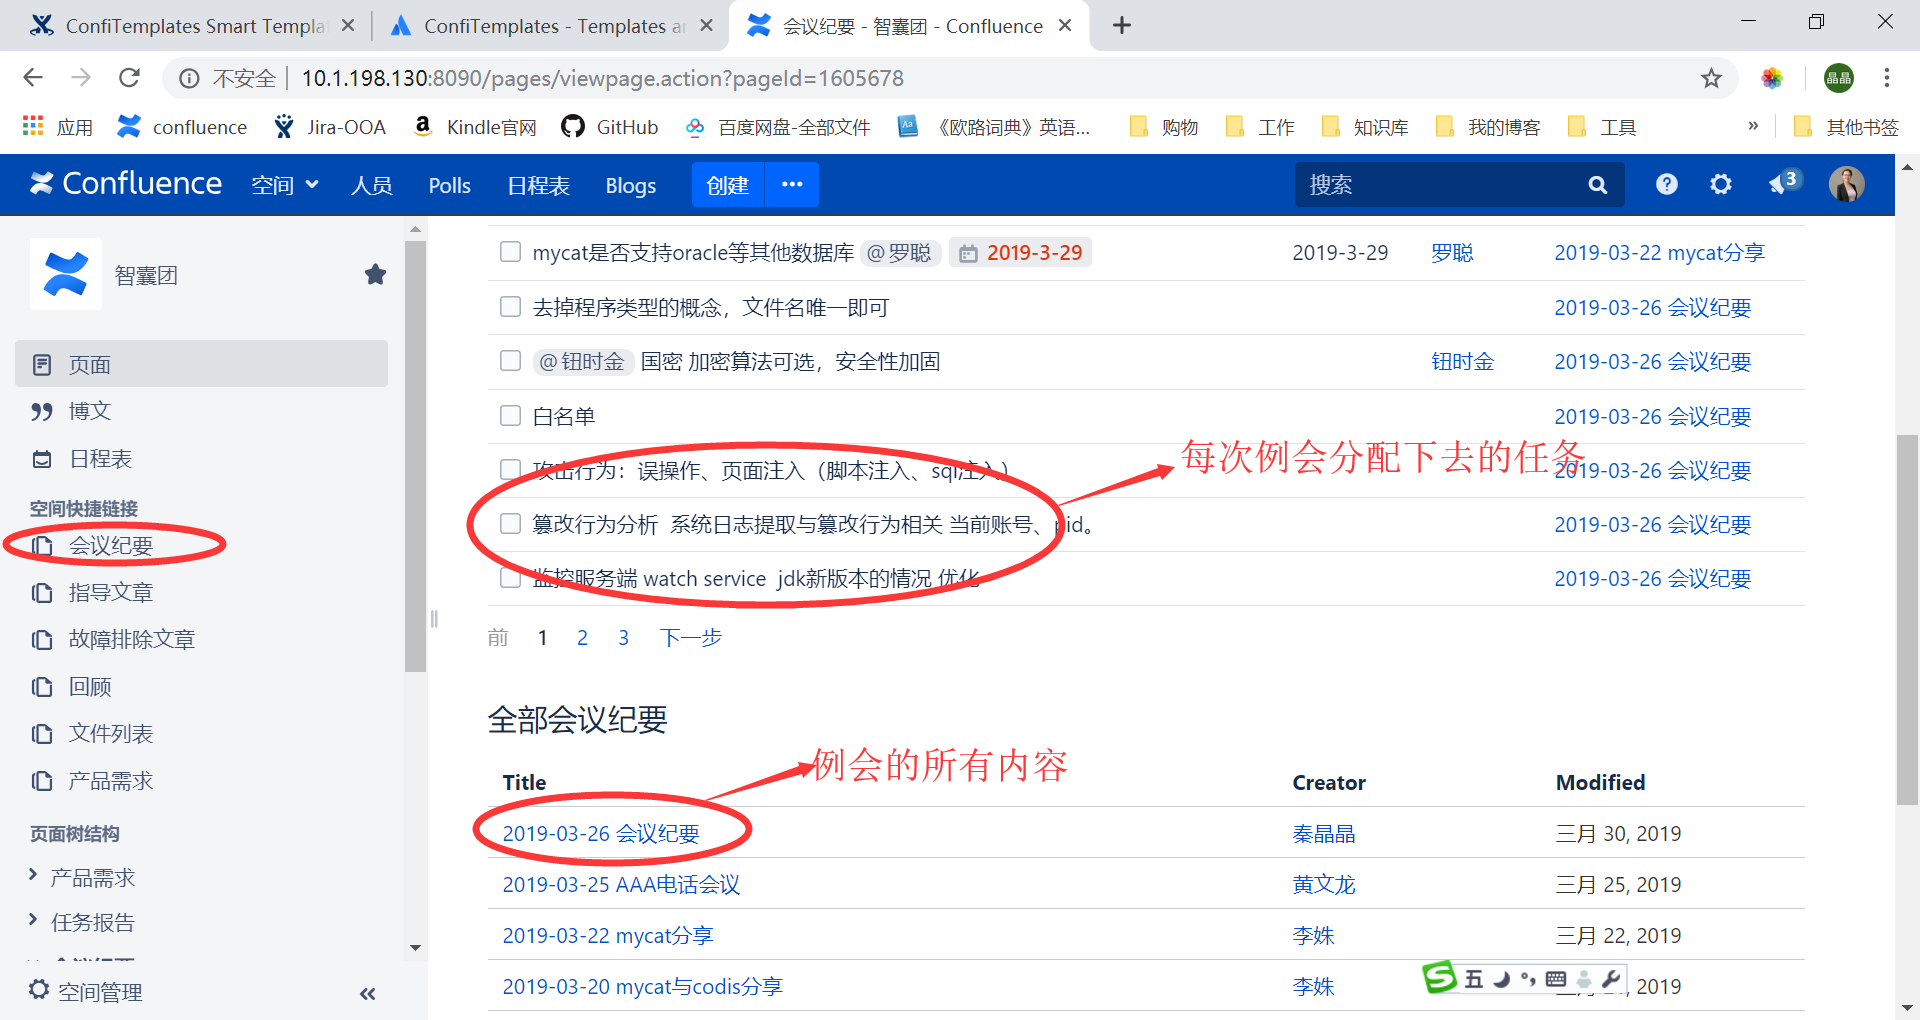 ConfiTemplates Smart Templa
ConfiTemplates - Templates ar
会议纪要 - 智囊团 - Confluence
不安全 10.1.198.130:8090/pages/viewpage.action?pageId=1605678
晶晶
应用
confluence
Jira-OOA
Kindle官网
GitHub
百度网盘-全部文件
《欧路词典》英语...
购物
工作
知识库
我的博客
工具
»
其他书签
Confluence
空间
人员
Polls
日程表
Blogs
创建
搜索
3
智囊团
页面
博文
日程表
空间快捷链接
会议纪要
指导文章
故障排除文章
回顾
文件列表
产品需求
页面树结构
产品需求
任务报告
会议纪要
空间管理
mycat是否支持oracle等其他数据库 @罗聪 2019-3-29 2019-3-29 罗聪 2019-03-22 mycat分享
去掉程序类型的概念，文件名唯一即可 2019-03-26 会议纪要
@钮时金 国密 加密算法可选，安全性加固 钮时金 2019-03-26 会议纪要
白名单 2019-03-26 会议纪要
每次例会分配下去的任务
攻击行为：误操作、页面注入（脚本注入、sql注入） 2019-03-26 会议纪要
篡改行为分析 系统日志提取与篡改行为相关 当前账号、pid。 2019-03-26 会议纪要
监控服务端 watch service jdk新版本的情况 优化 2019-03-26 会议纪要
前 1 2 3 下一步
全部会议纪要
例会的所有内容
Title Creator Modified
2019-03-26 会议纪要 秦晶晶 三月 30, 2019
2019-03-25 AAA电话会议 黄文龙 三月 25, 2019
2019-03-22 mycat分享 李姝 三月 22, 2019
2019-03-20 mycat与codis分享 李姝 2019
五